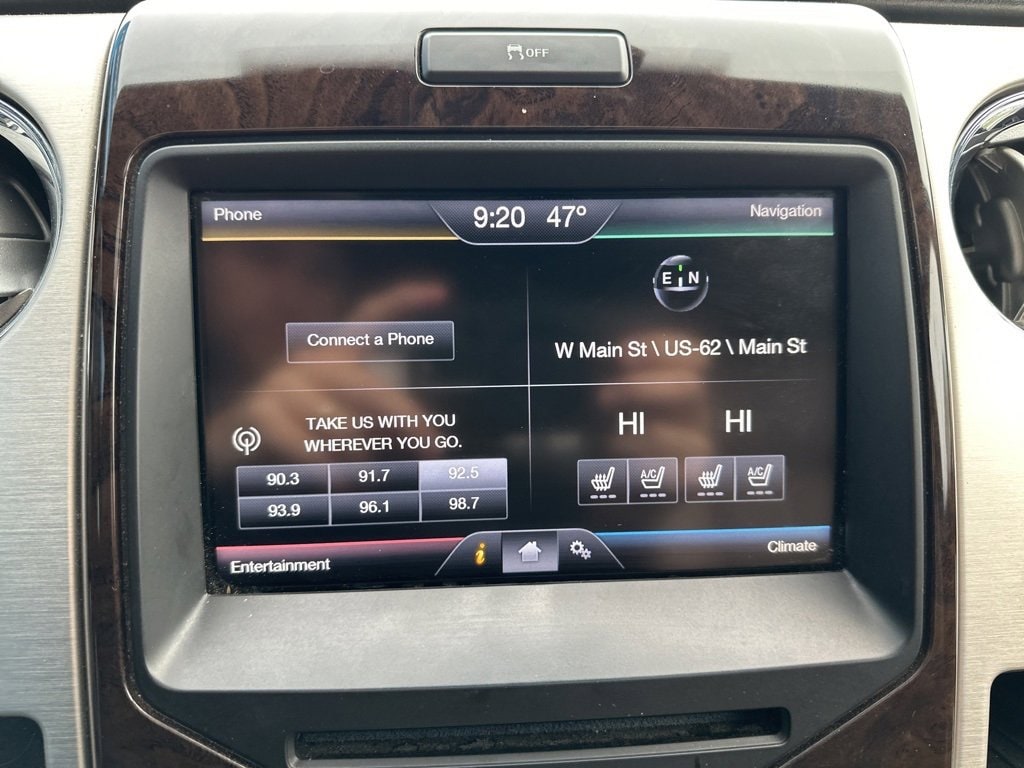 OFF
Phone
9:20 47°
Navigation
E N
Connect a Phone
W Main St \ US-62 \ Main St
TAKE US WITH YOU
WHEREVER YOU GO.
90.3 91.7 92.5
93.9 96.1 98.7
HI HI
A/C A/C
Entertainment
i
Climate